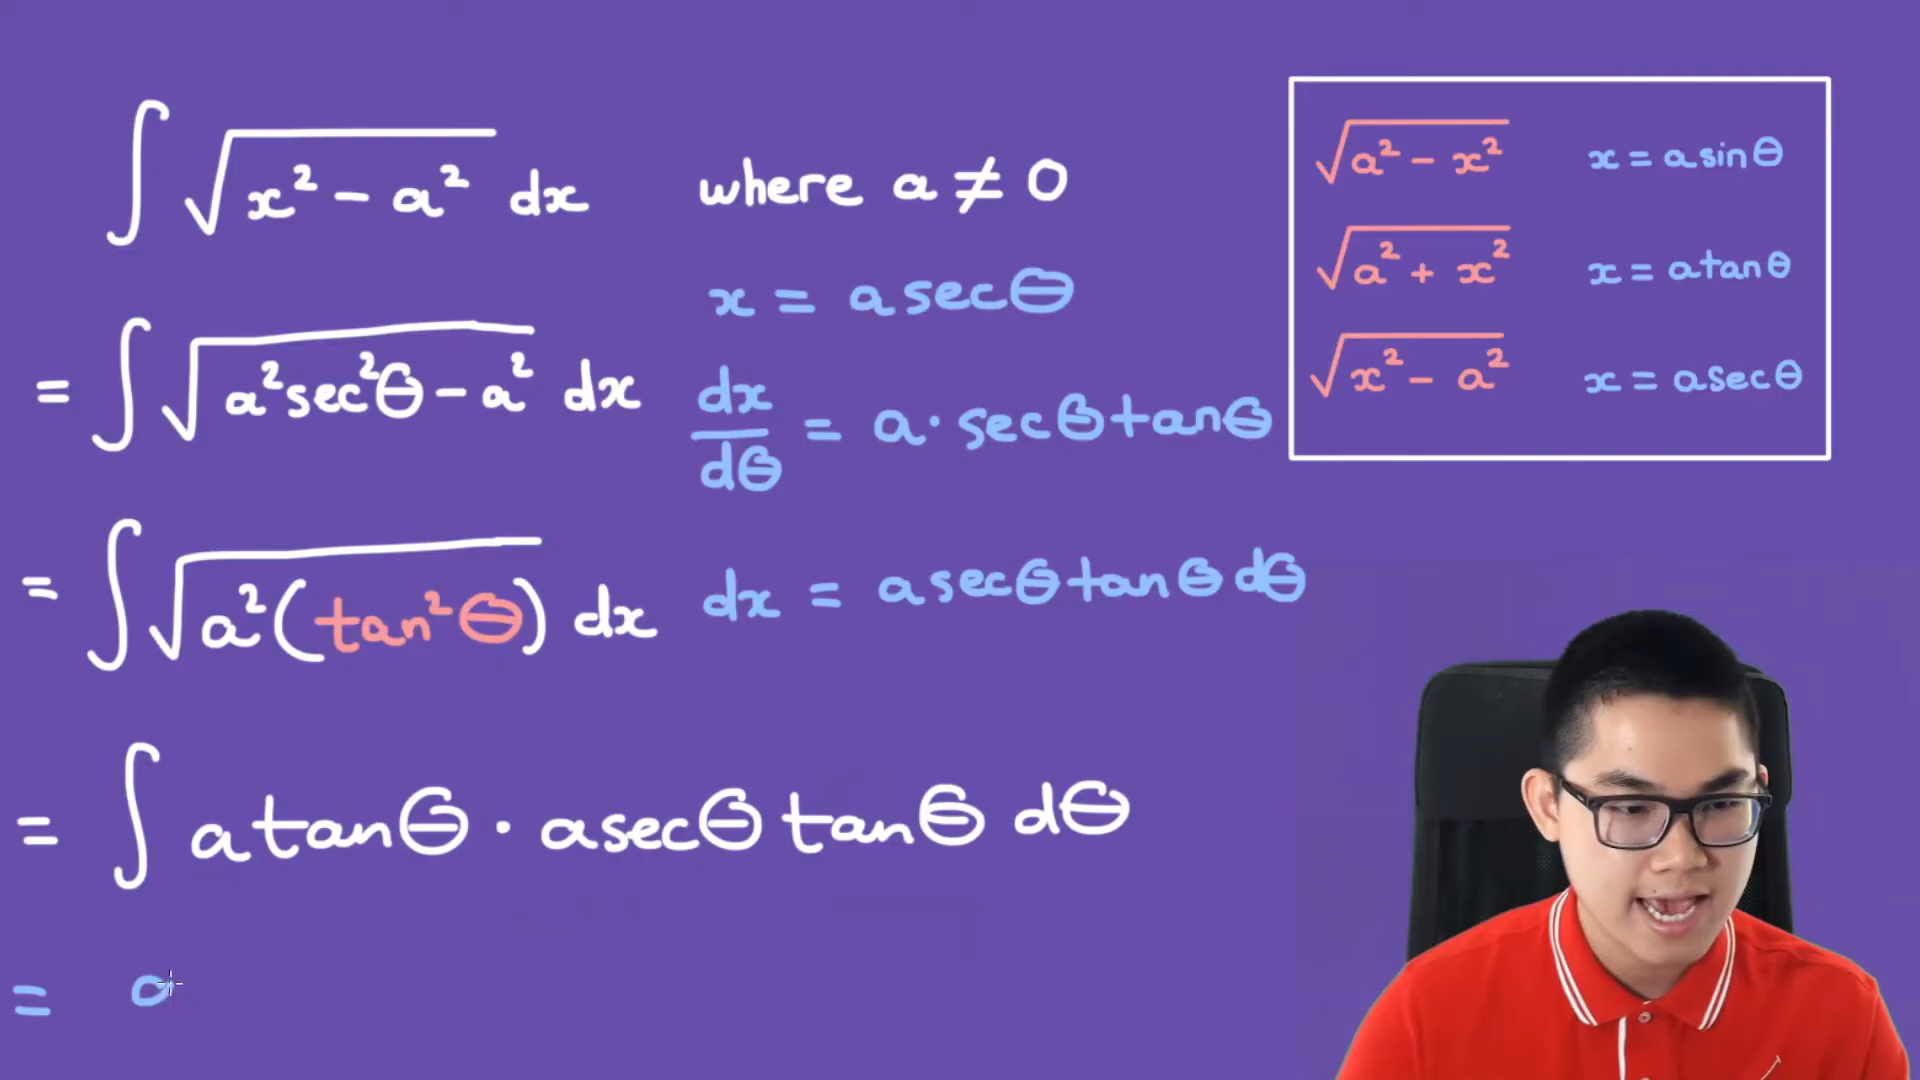 ∫ √(x² − a²) dx where a ≠ 0
x = a secθ
= ∫ √(a²sec²θ − a²) dx
dx/dθ = a · secθ tanθ
= ∫ √(a²(tan²θ)) dx
dx = a secθ tanθ dθ
= ∫ a tanθ · a secθ tanθ dθ
= a
√(a² − x²) x = a sinθ
√(a² + x²) x = a tanθ
√(x² − a²) x = a secθ